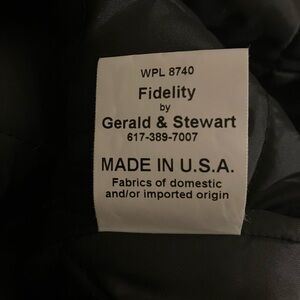 WPL 8740
Fidelity
by
Gerald & Stewart
617-389-7007
MADE IN U.S.A.
Fabrics of domestic
and/or imported origin